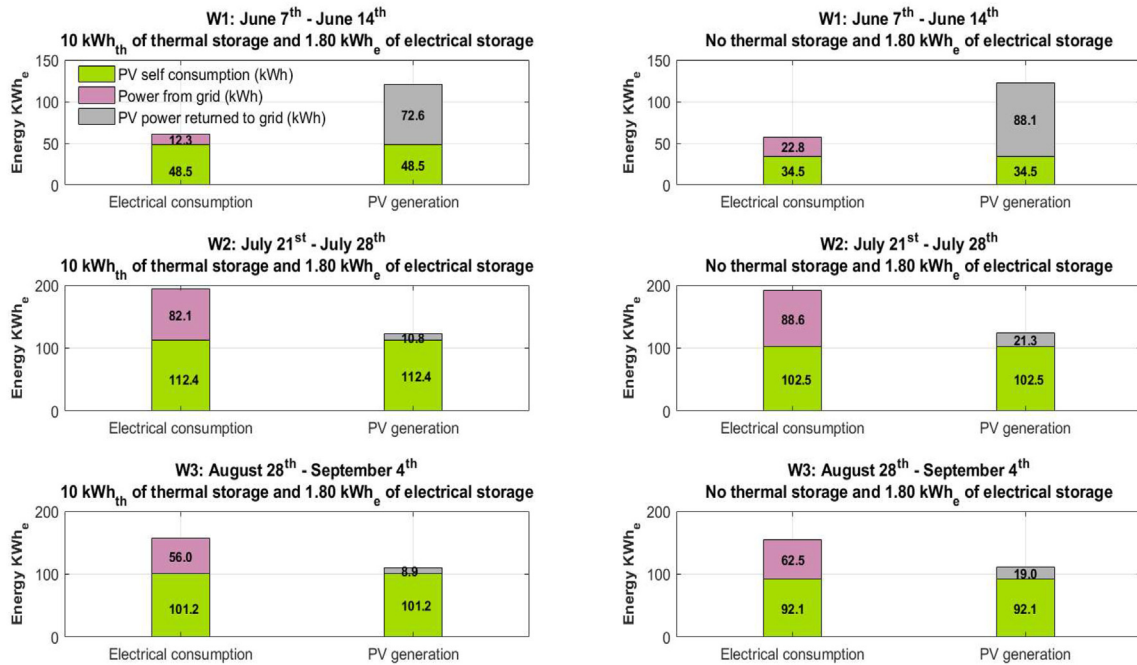 W1: June 7th - June 14th
10 kWhth of thermal storage and 1.80 kWhe of electrical storage
Energy KWhe
150
100
50
0
PV self consumption (kWh)
Power from grid (kWh)
PV power returned to grid (kWh)
12.3
48.5
72.6
48.5
Electrical consumption
PV generation
W1: June 7th - June 14th
No thermal storage and 1.80 kWhe of electrical storage
Energy KWhe
150
100
50
0
22.8
34.5
88.1
34.5
Electrical consumption
PV generation
W2: July 21st - July 28th
10 kWhth of thermal storage and 1.80 kWhe of electrical storage
Energy KWhe
200
100
0
82.1
112.4
10.8
112.4
Electrical consumption
PV generation
W2: July 21st - July 28th
No thermal storage and 1.80 kWhe of electrical storage
Energy KWhe
200
100
0
88.6
102.5
21.3
102.5
Electrical consumption
PV generation
W3: August 28th - September 4th
10 kWhth of thermal storage and 1.80 kWhe of electrical storage
Energy KWhe
200
100
0
56.0
101.2
8.9
101.2
Electrical consumption
PV generation
W3: August 28th - September 4th
No thermal storage and 1.80 kWhe of electrical storage
Energy KWhe
200
100
0
62.5
92.1
19.0
92.1
Electrical consumption
PV generation